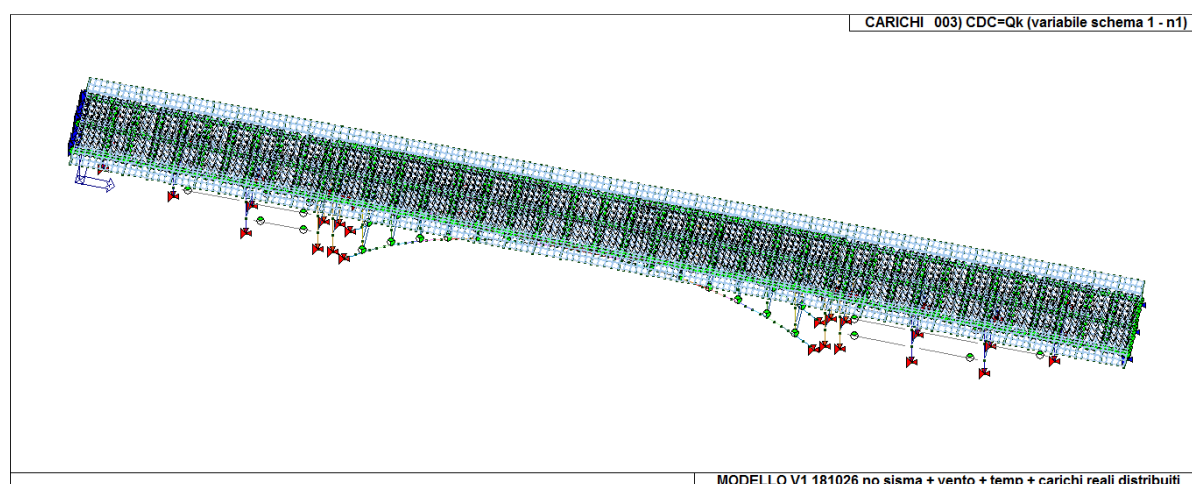 CARICHI 003) CDC=Qk (variabile schema 1 - n1)
MODELLO V1 181026 no sisma + vento + temp + carichi reali distribuiti